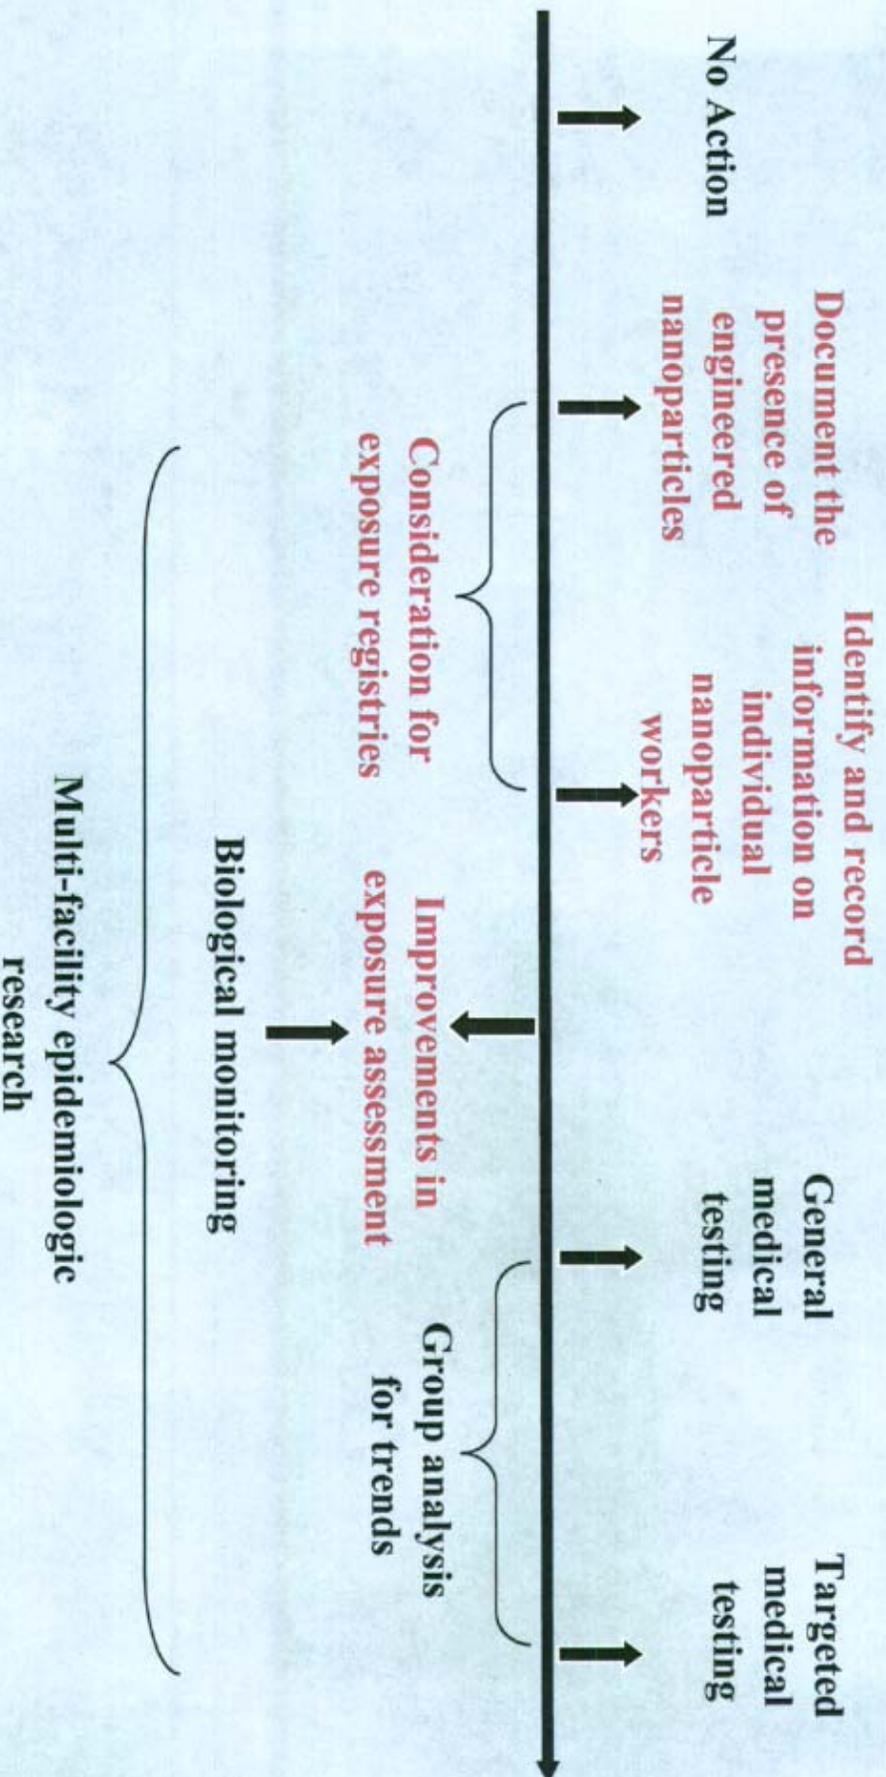 No Action
Document the
presence of
engineered
nanoparticles
Identify and record
information on
individual
nanoparticle
workers
General
medical
testing
Targeted
medical
testing
Consideration for
exposure registries
Improvements in
exposure assessment
Group analysis
for trends
Biological monitoring
Multi-facility epidemiologic
research